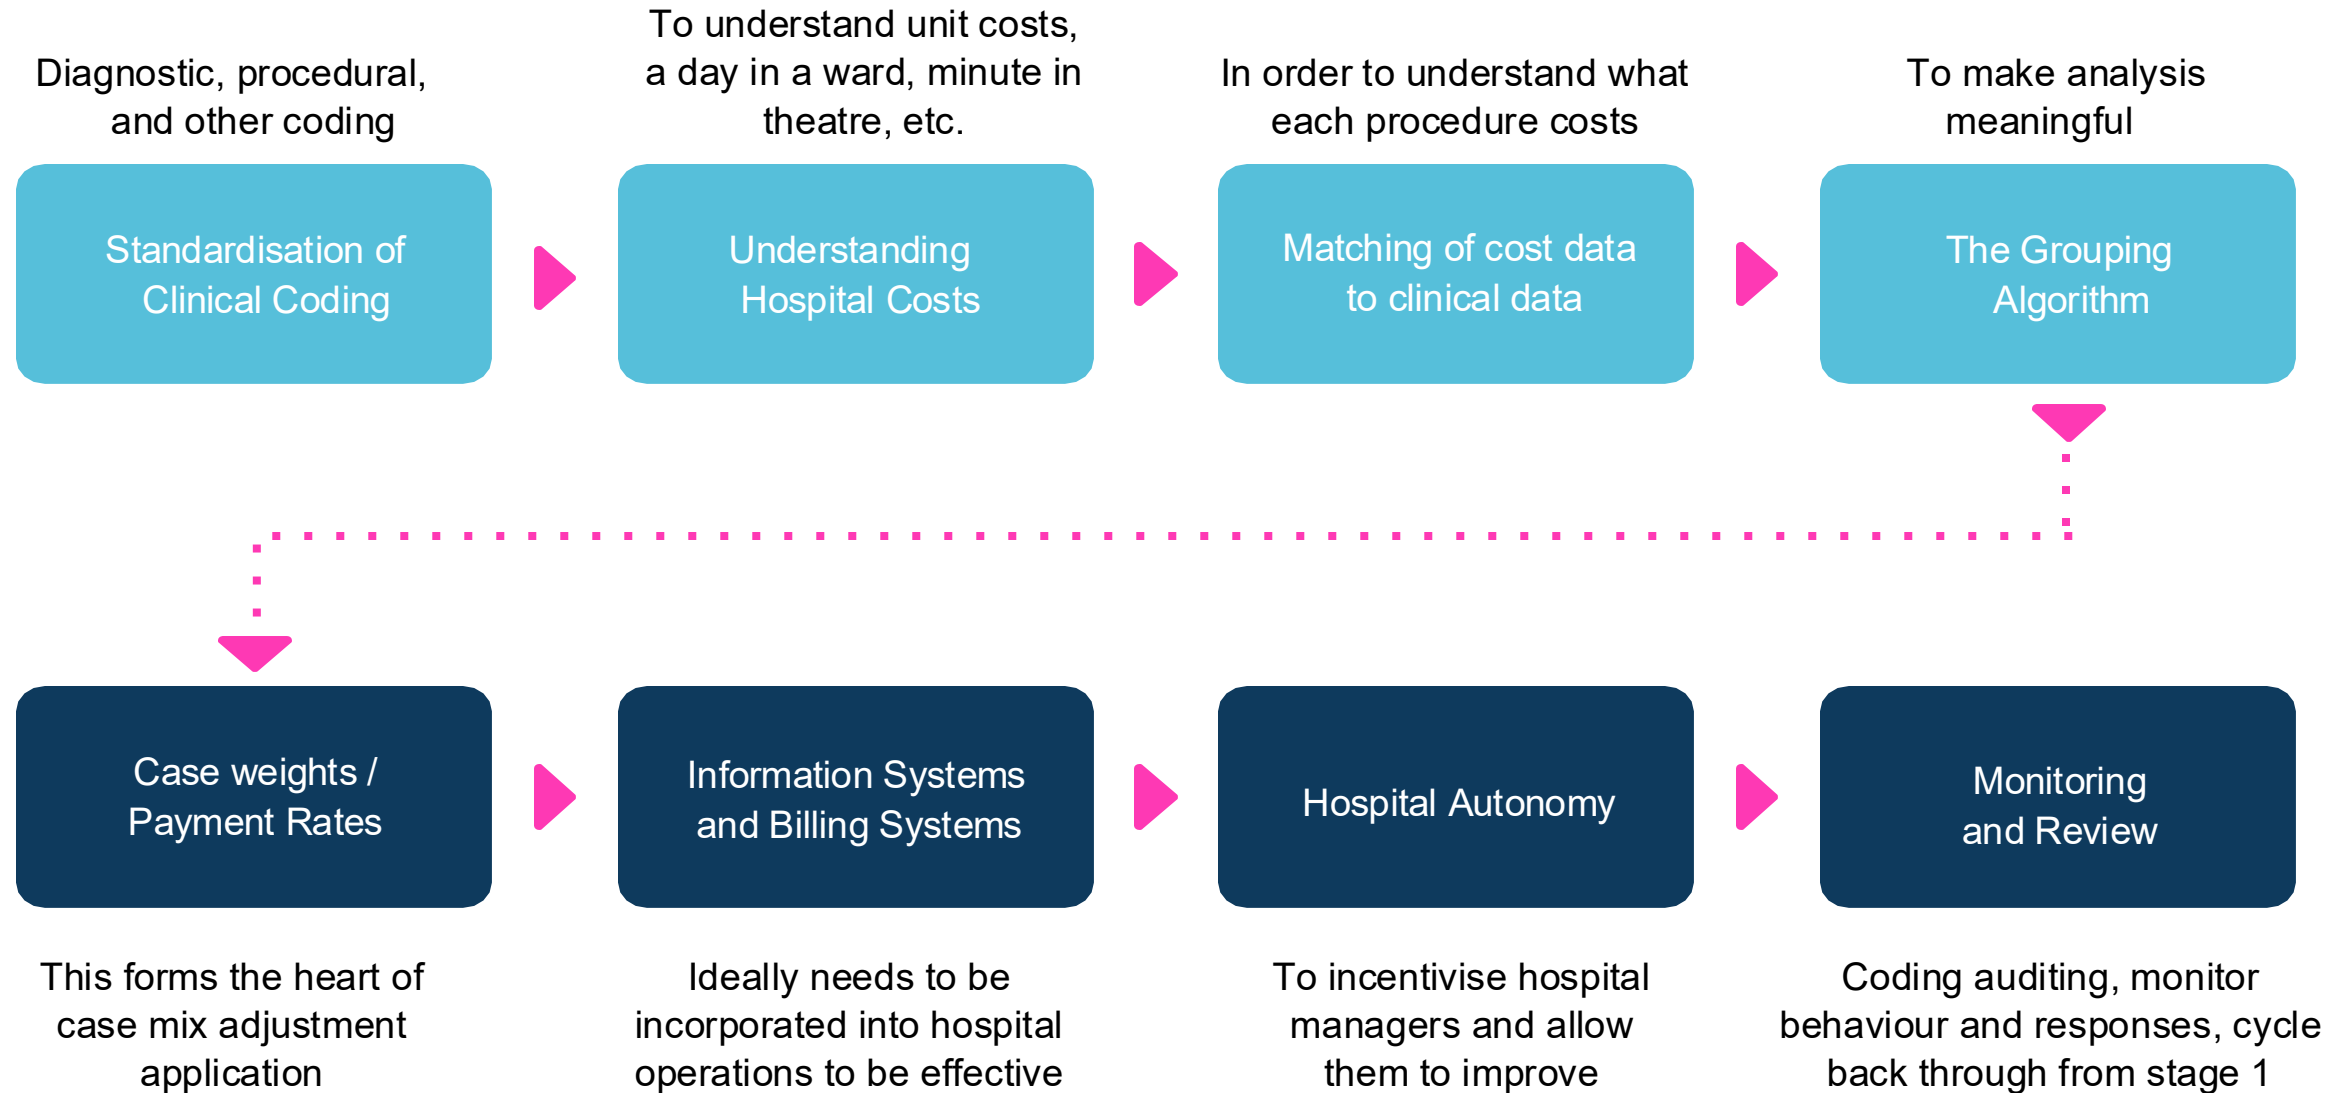 Diagnostic, procedural,
and other coding
To understand unit costs,
a day in a ward, minute in
theatre, etc.
In order to understand what
each procedure costs
To make analysis
meaningful
Standardisation of
Clinical Coding
Understanding
Hospital Costs
Matching of cost data
to clinical data
The Grouping
Algorithm
Case weights /
Payment Rates
Information Systems
and Billing Systems
Hospital Autonomy
Monitoring
and Review
This forms the heart of
case mix adjustment
application
Ideally needs to be
incorporated into hospital
operations to be effective
To incentivise hospital
managers and allow
them to improve
Coding auditing, monitor
behaviour and responses, cycle
back through from stage 1